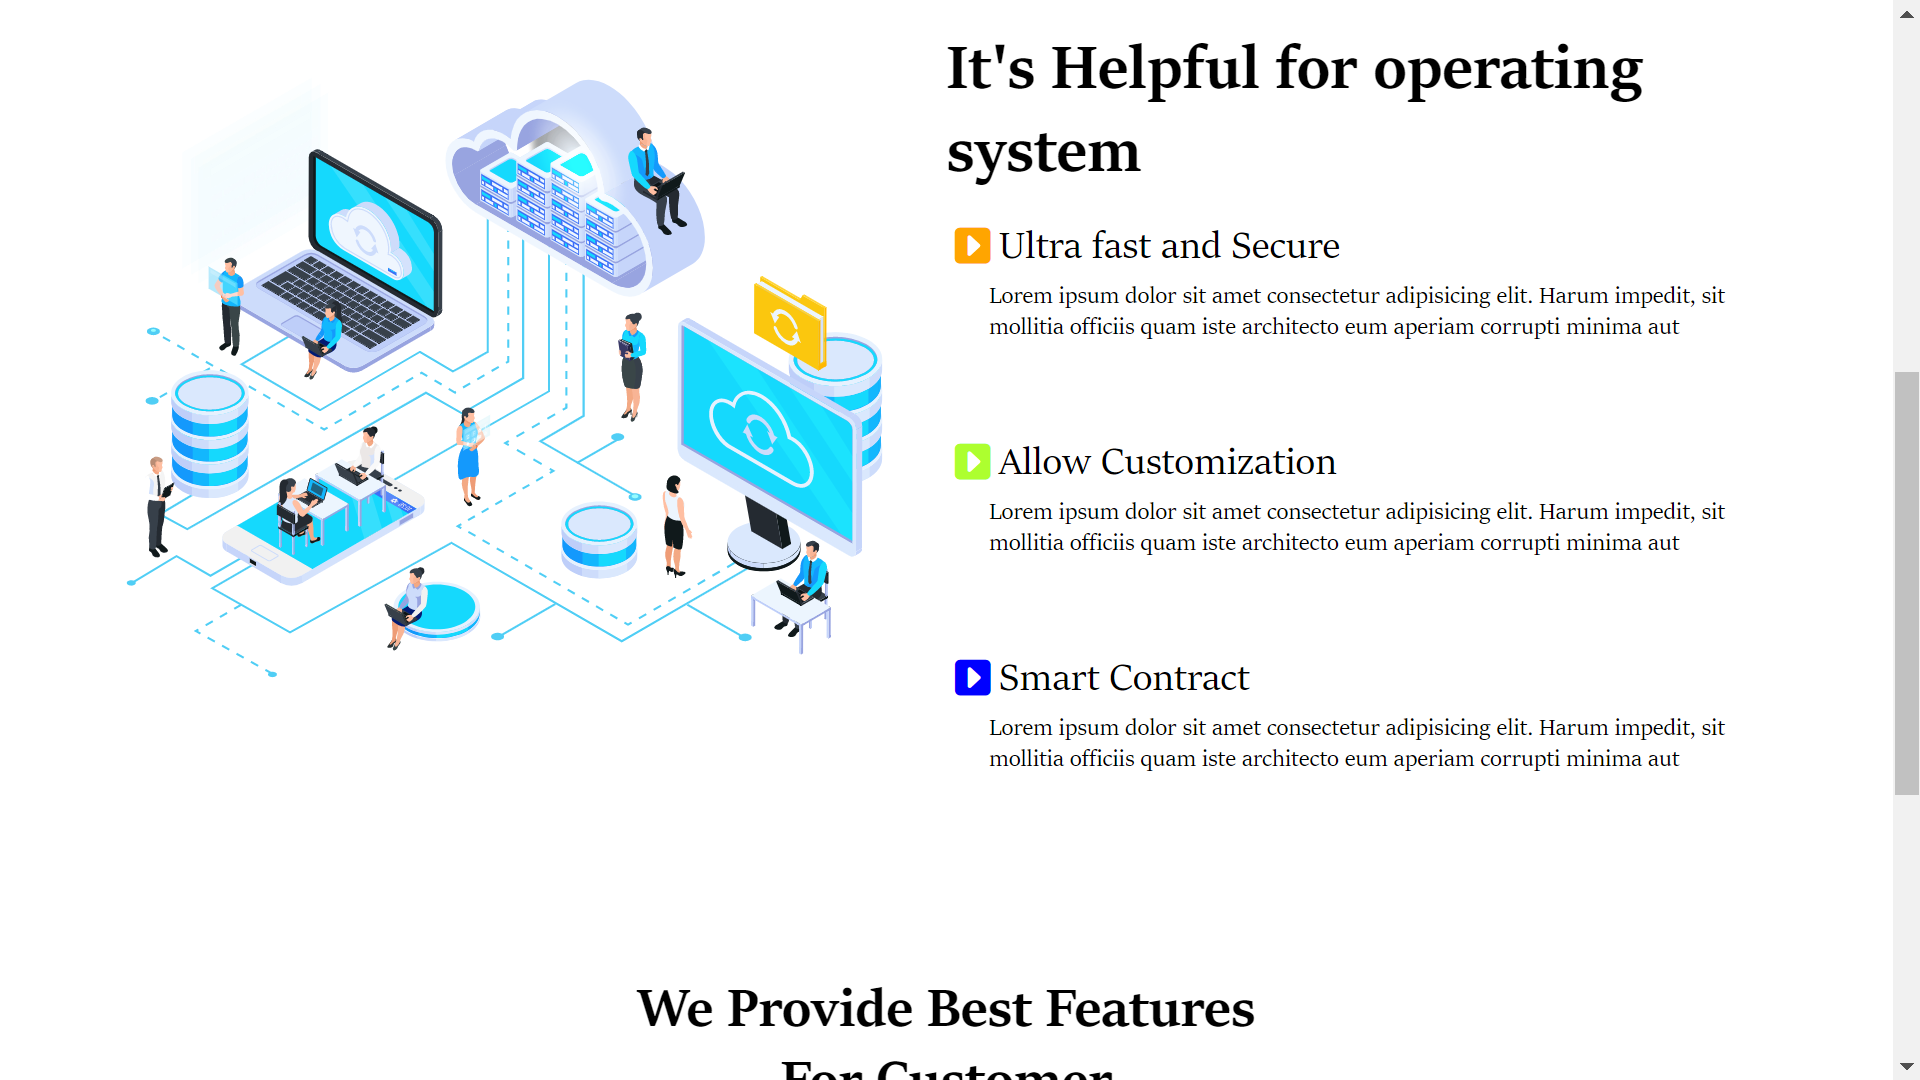 It's Helpful for operating
system
Ultra fast and Secure
Lorem ipsum dolor sit amet consectetur adipisicing elit. Harum impedit, sit
mollitia officiis quam iste architecto eum aperiam corrupti minima aut
Allow Customization
Lorem ipsum dolor sit amet consectetur adipisicing elit. Harum impedit, sit
mollitia officiis quam iste architecto eum aperiam corrupti minima aut
Smart Contract
Lorem ipsum dolor sit amet consectetur adipisicing elit. Harum impedit, sit
mollitia officiis quam iste architecto eum aperiam corrupti minima aut
We Provide Best Features
For Customer